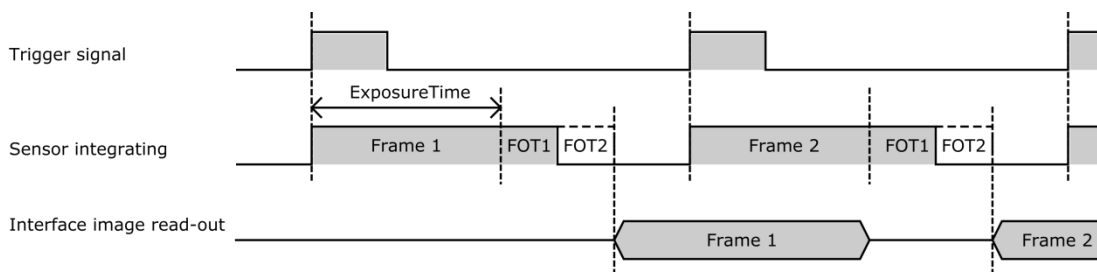 Trigger signal
ExposureTime
Sensor integrating
Frame 1
FOT1
FOT2
Frame 2
FOT1
FOT2
Interface image read-out
Frame 1
Frame 2